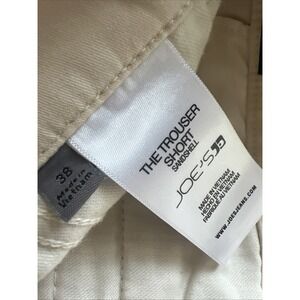 38
Made in
Vietnam
THE TROUSER
SHORT
SANDSHELL
JOE'S
MADE IN VIETNAM
HECHO EN VIETNAM
FABRIQUÉ AU VIETNAM
WWW.JOESJEANS.COM